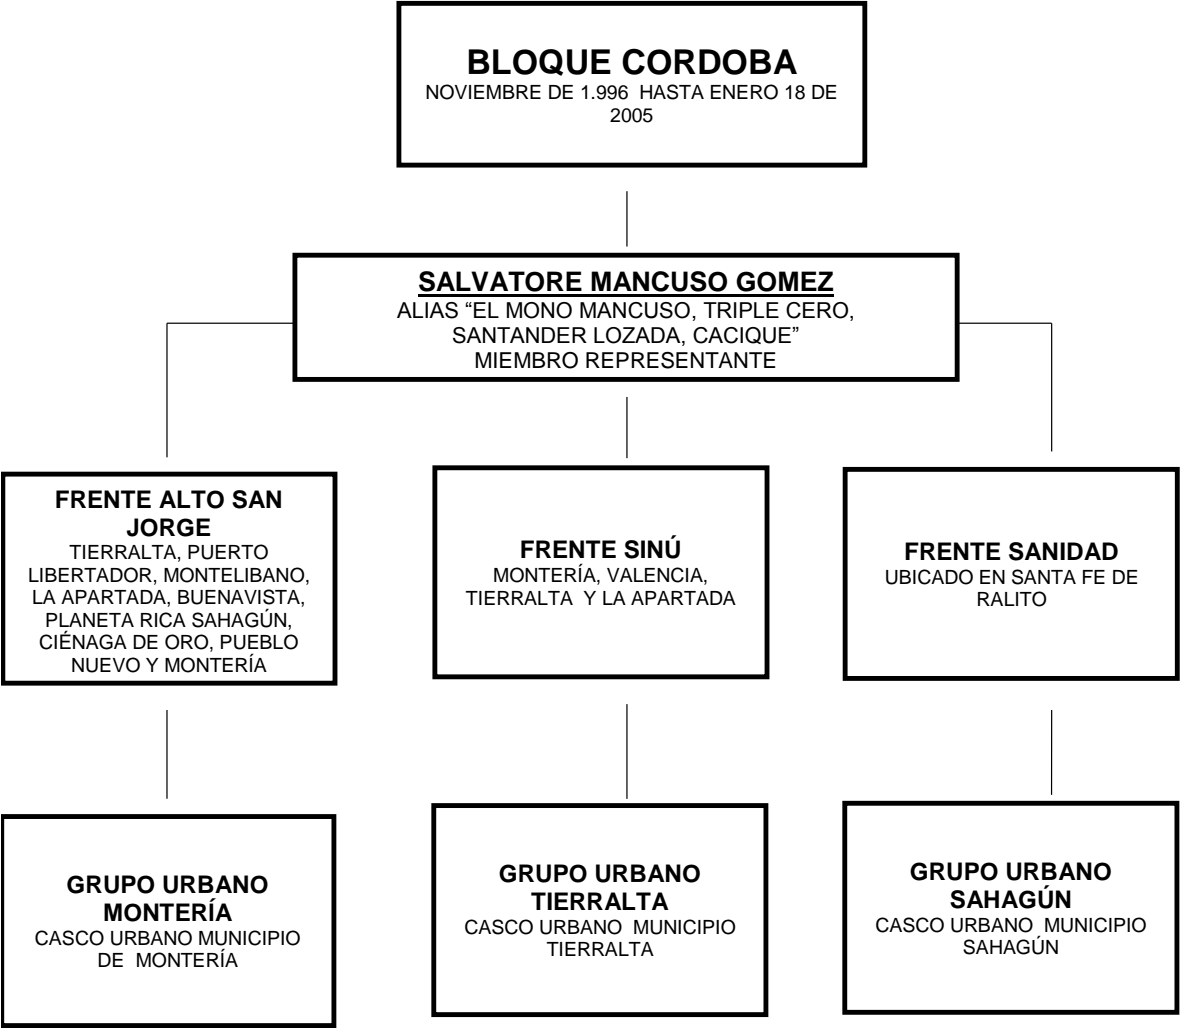 BLOQUE CORDOBA
NOVIEMBRE DE 1.996 HASTA ENERO 18 DE
2005
SALVATORE MANCUSO GOMEZ
ALIAS “EL MONO MANCUSO, TRIPLE CERO,
SANTANDER LOZADA, CACIQUE”
MIEMBRO REPRESENTANTE
FRENTE ALTO SAN
JORGE
TIERRALTA, PUERTO
LIBERTADOR, MONTELIBANO,
LA APARTADA, BUENAVISTA,
PLANETA RICA SAHAGÚN,
CIÉNAGA DE ORO, PUEBLO
NUEVO Y MONTERÍA
FRENTE SINÚ
MONTERÍA, VALENCIA,
TIERRALTA Y LA APARTADA
FRENTE SANIDAD
UBICADO EN SANTA FE DE
RALITO
GRUPO URBANO
MONTERÍA
CASCO URBANO MUNICIPIO
DE MONTERÍA
GRUPO URBANO
TIERRALTA
CASCO URBANO MUNICIPIO
TIERRALTA
GRUPO URBANO
SAHAGÚN
CASCO URBANO MUNICIPIO
SAHAGÚN